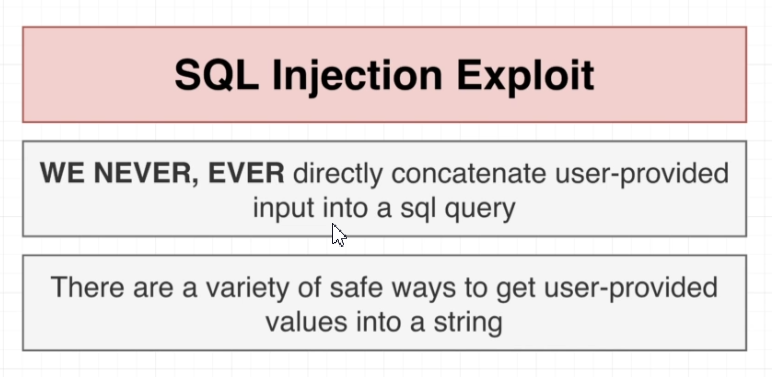 SQL Injection Exploit
WE NEVER, EVER directly concatenate user-provided
input into a sql query
There are a variety of safe ways to get user-provided
values into a string